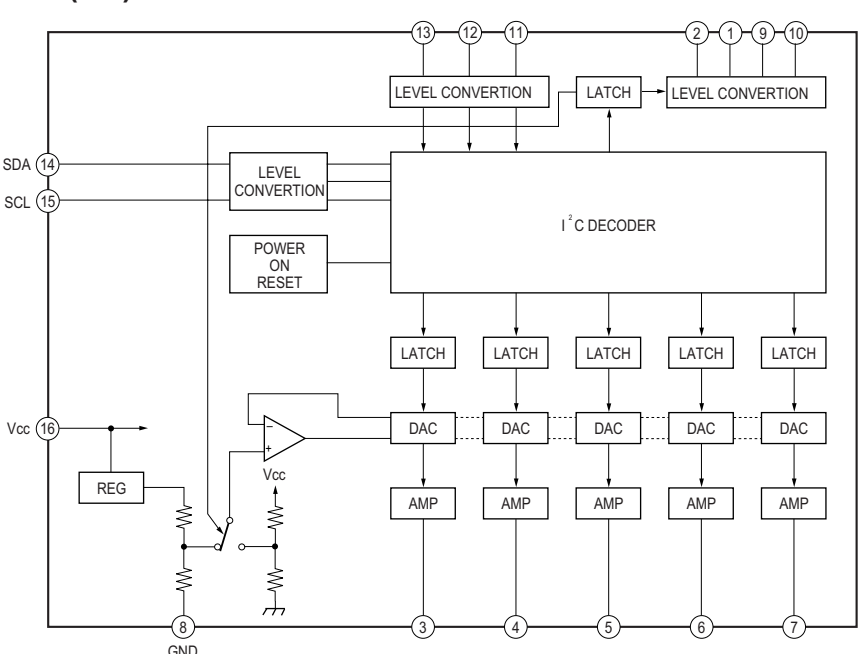 13 12 11 2 1 9 10
LEVEL CONVERTION LATCH LEVEL CONVERTION
SDA 14
LEVEL
CONVERTION
SCL 15
I²C DECODER
POWER
ON
RESET
LATCH LATCH LATCH LATCH LATCH
Vcc 16
− DAC DAC DAC DAC DAC
+
Vcc
REG
AMP AMP AMP AMP AMP
8 3 4 5 6 7
GND